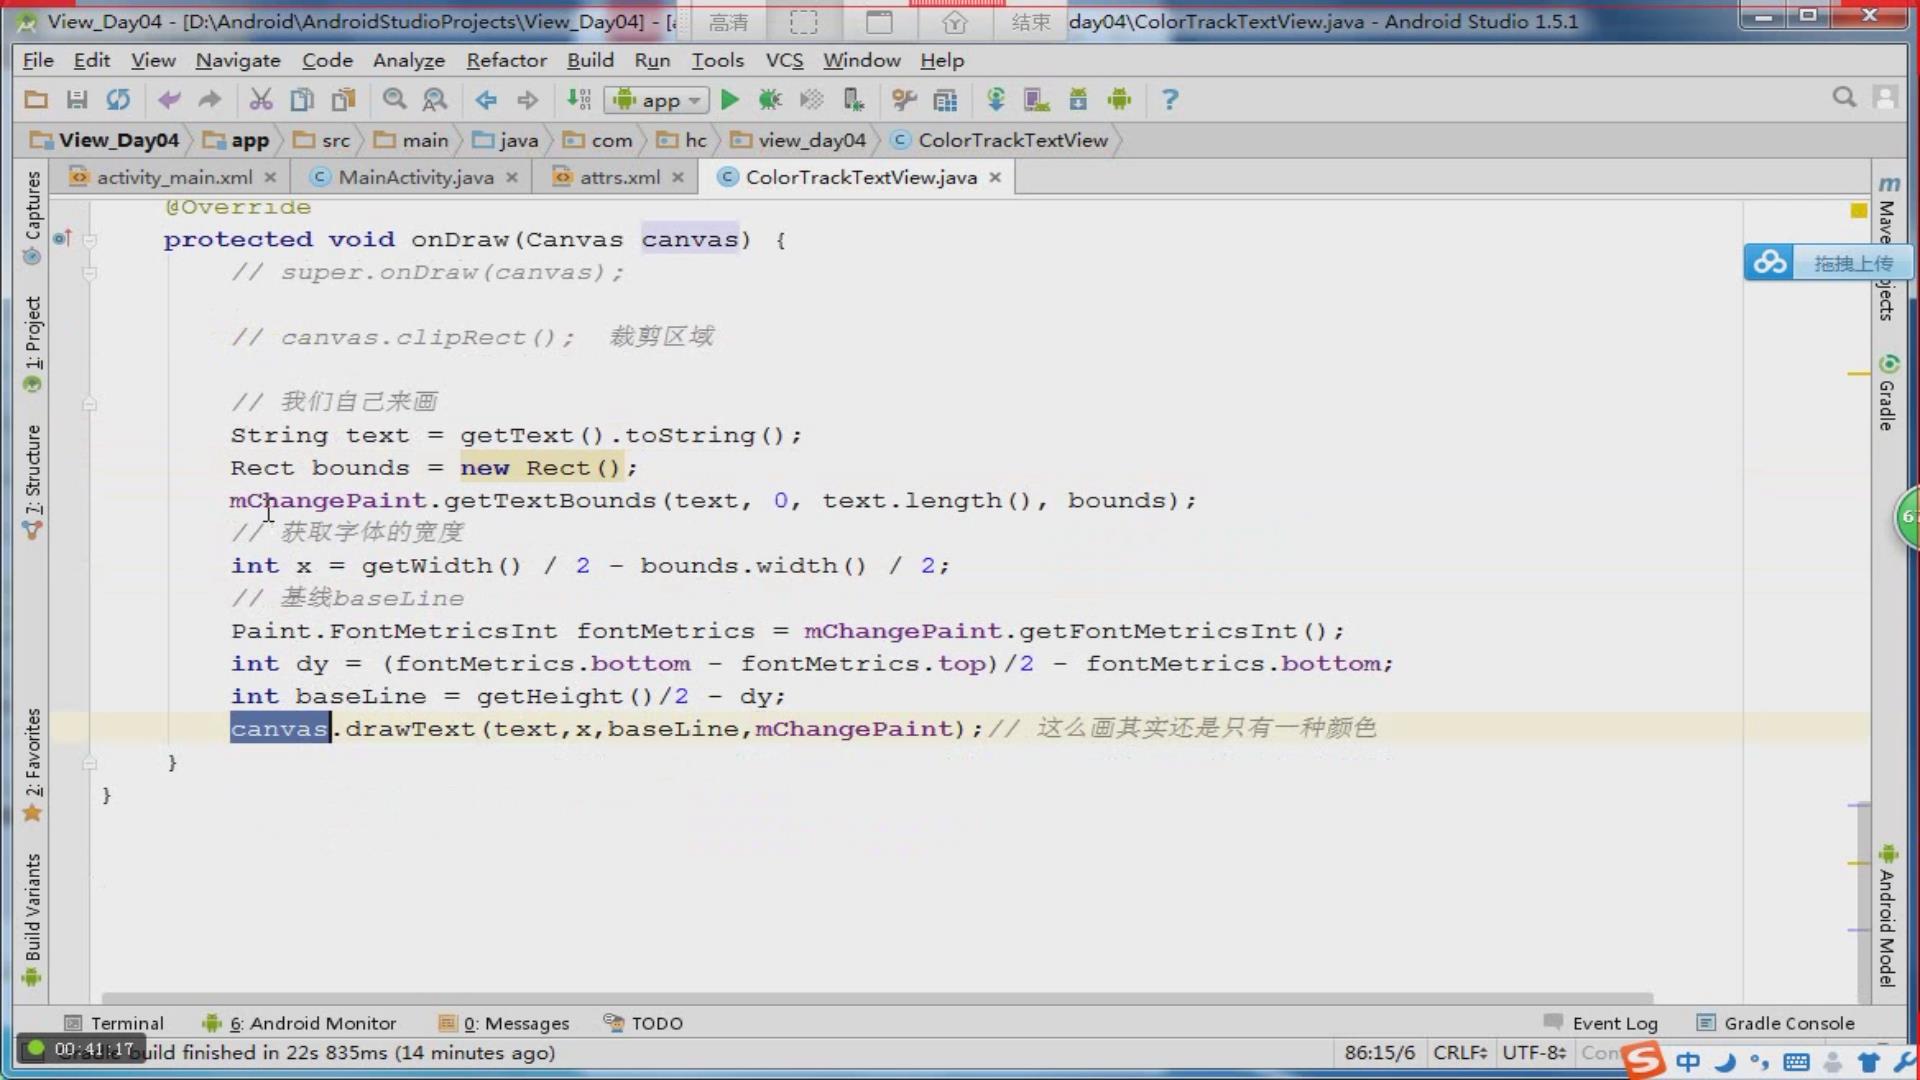 View_Day04 - [D:\Android\AndroidStudioProjects\View_Day04] - [
高清
结束
day04\ColorTrackTextView.java - Android Studio 1.5.1
File Edit View Navigate Code Analyze Refactor Build Run Tools VCS Window Help
app
View_Day04 app src main java com hc view_day04 ColorTrackTextView
activity_main.xml MainActivity.java attrs.xml ColorTrackTextView.java
Captures
1: Project
7: Structure
2: Favorites
Build Variants
@Override
protected void onDraw(Canvas canvas) {
// super.onDraw(canvas);
// canvas.clipRect(); 裁剪区域
// 我们自己来画
String text = getText().toString();
Rect bounds = new Rect();
mChangePaint.getTextBounds(text, 0, text.length(), bounds);
// 获取字体的宽度
int x = getWidth() / 2 - bounds.width() / 2;
// 基线baseLine
Paint.FontMetricsInt fontMetrics = mChangePaint.getFontMetricsInt();
int dy = (fontMetrics.bottom - fontMetrics.top)/2 - fontMetrics.bottom;
int baseLine = getHeight()/2 - dy;
canvas.drawText(text,x,baseLine,mChangePaint);// 这么画其实还是只有一种颜色
}
}
拖拽上传
Gradle
Android Model
Terminal 6: Android Monitor 0: Messages TODO Event Log Gradle Console
00:41:17
build finished in 22s 835ms (14 minutes ago)
86:15/6 CRLF UTF-8
中